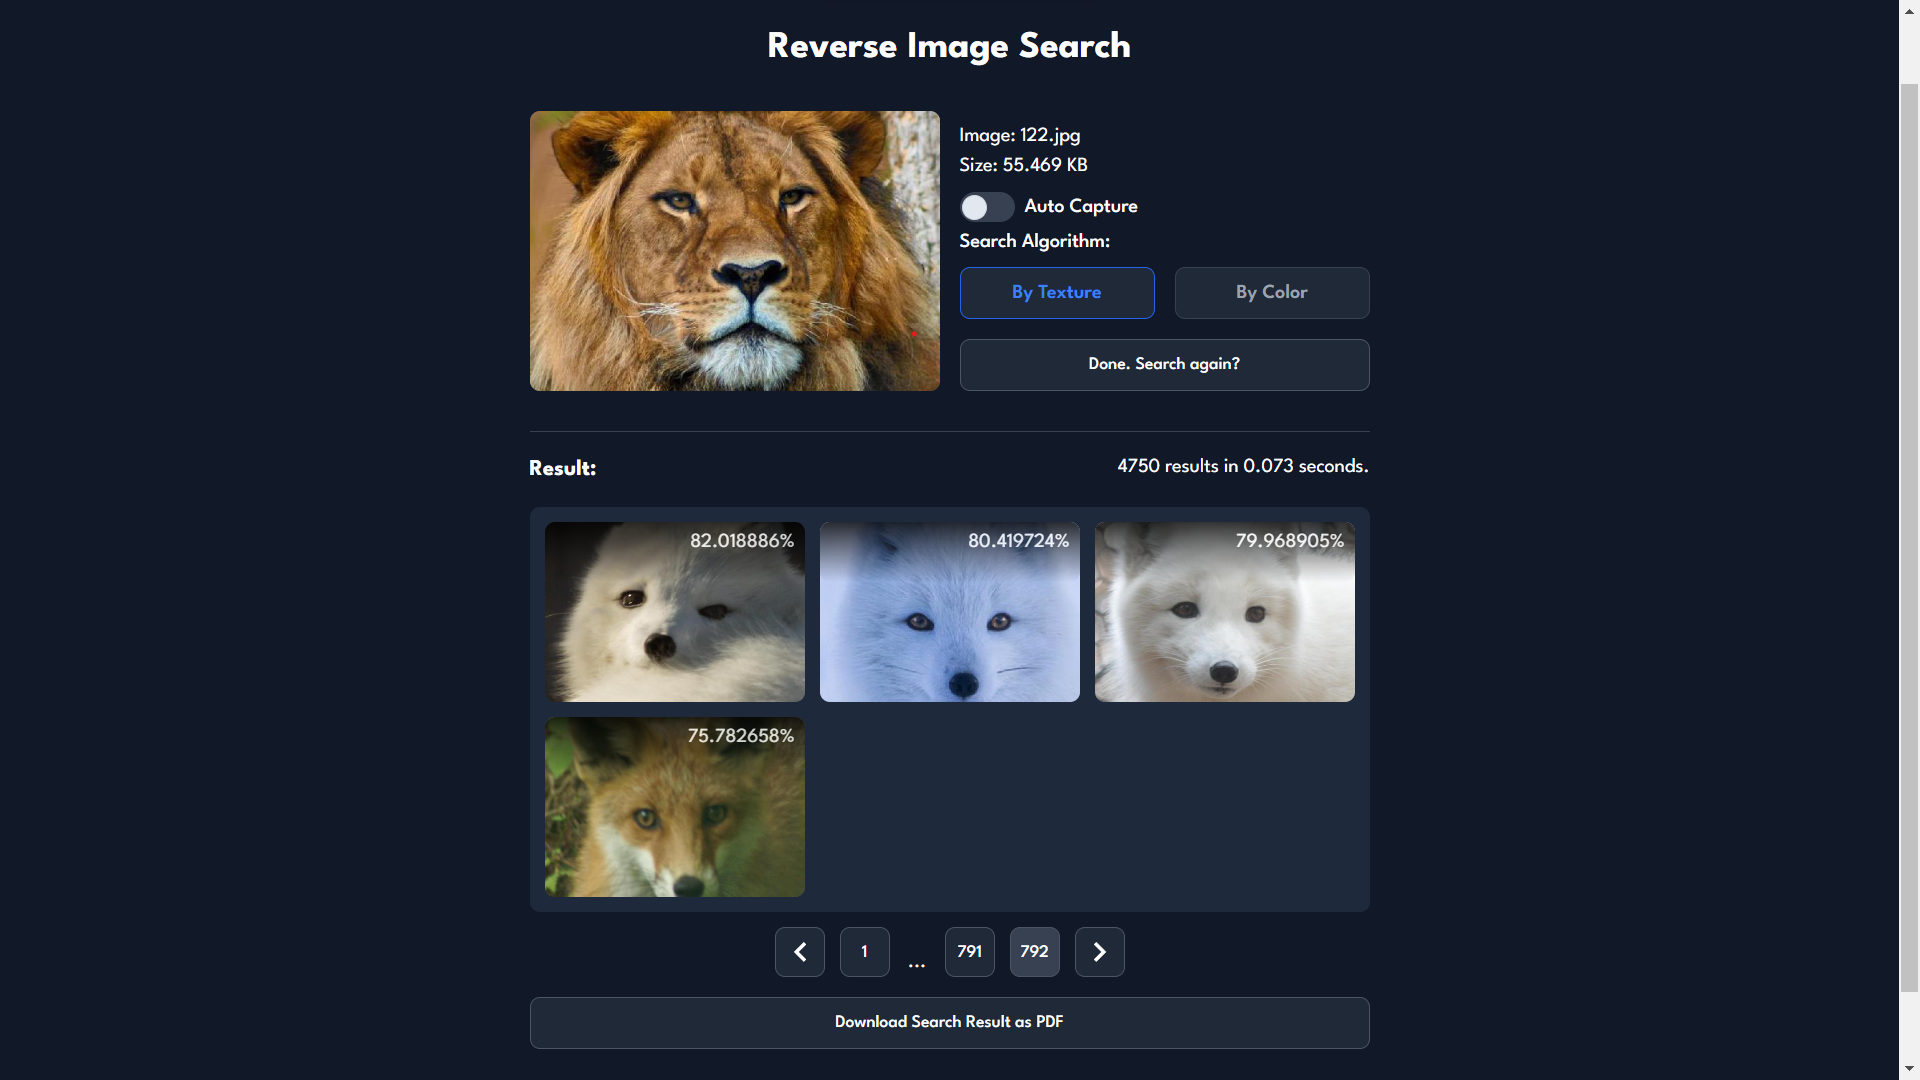 Reverse Image Search
Image: 122.jpg
Size: 55.469 KB
Auto Capture
Search Algorithm:
By Texture
By Color
Done. Search again?
Result:
4750 results in 0.073 seconds.
82.018886%
80.419724%
79.968905%
75.782658%
1
...
791
792
Download Search Result as PDF